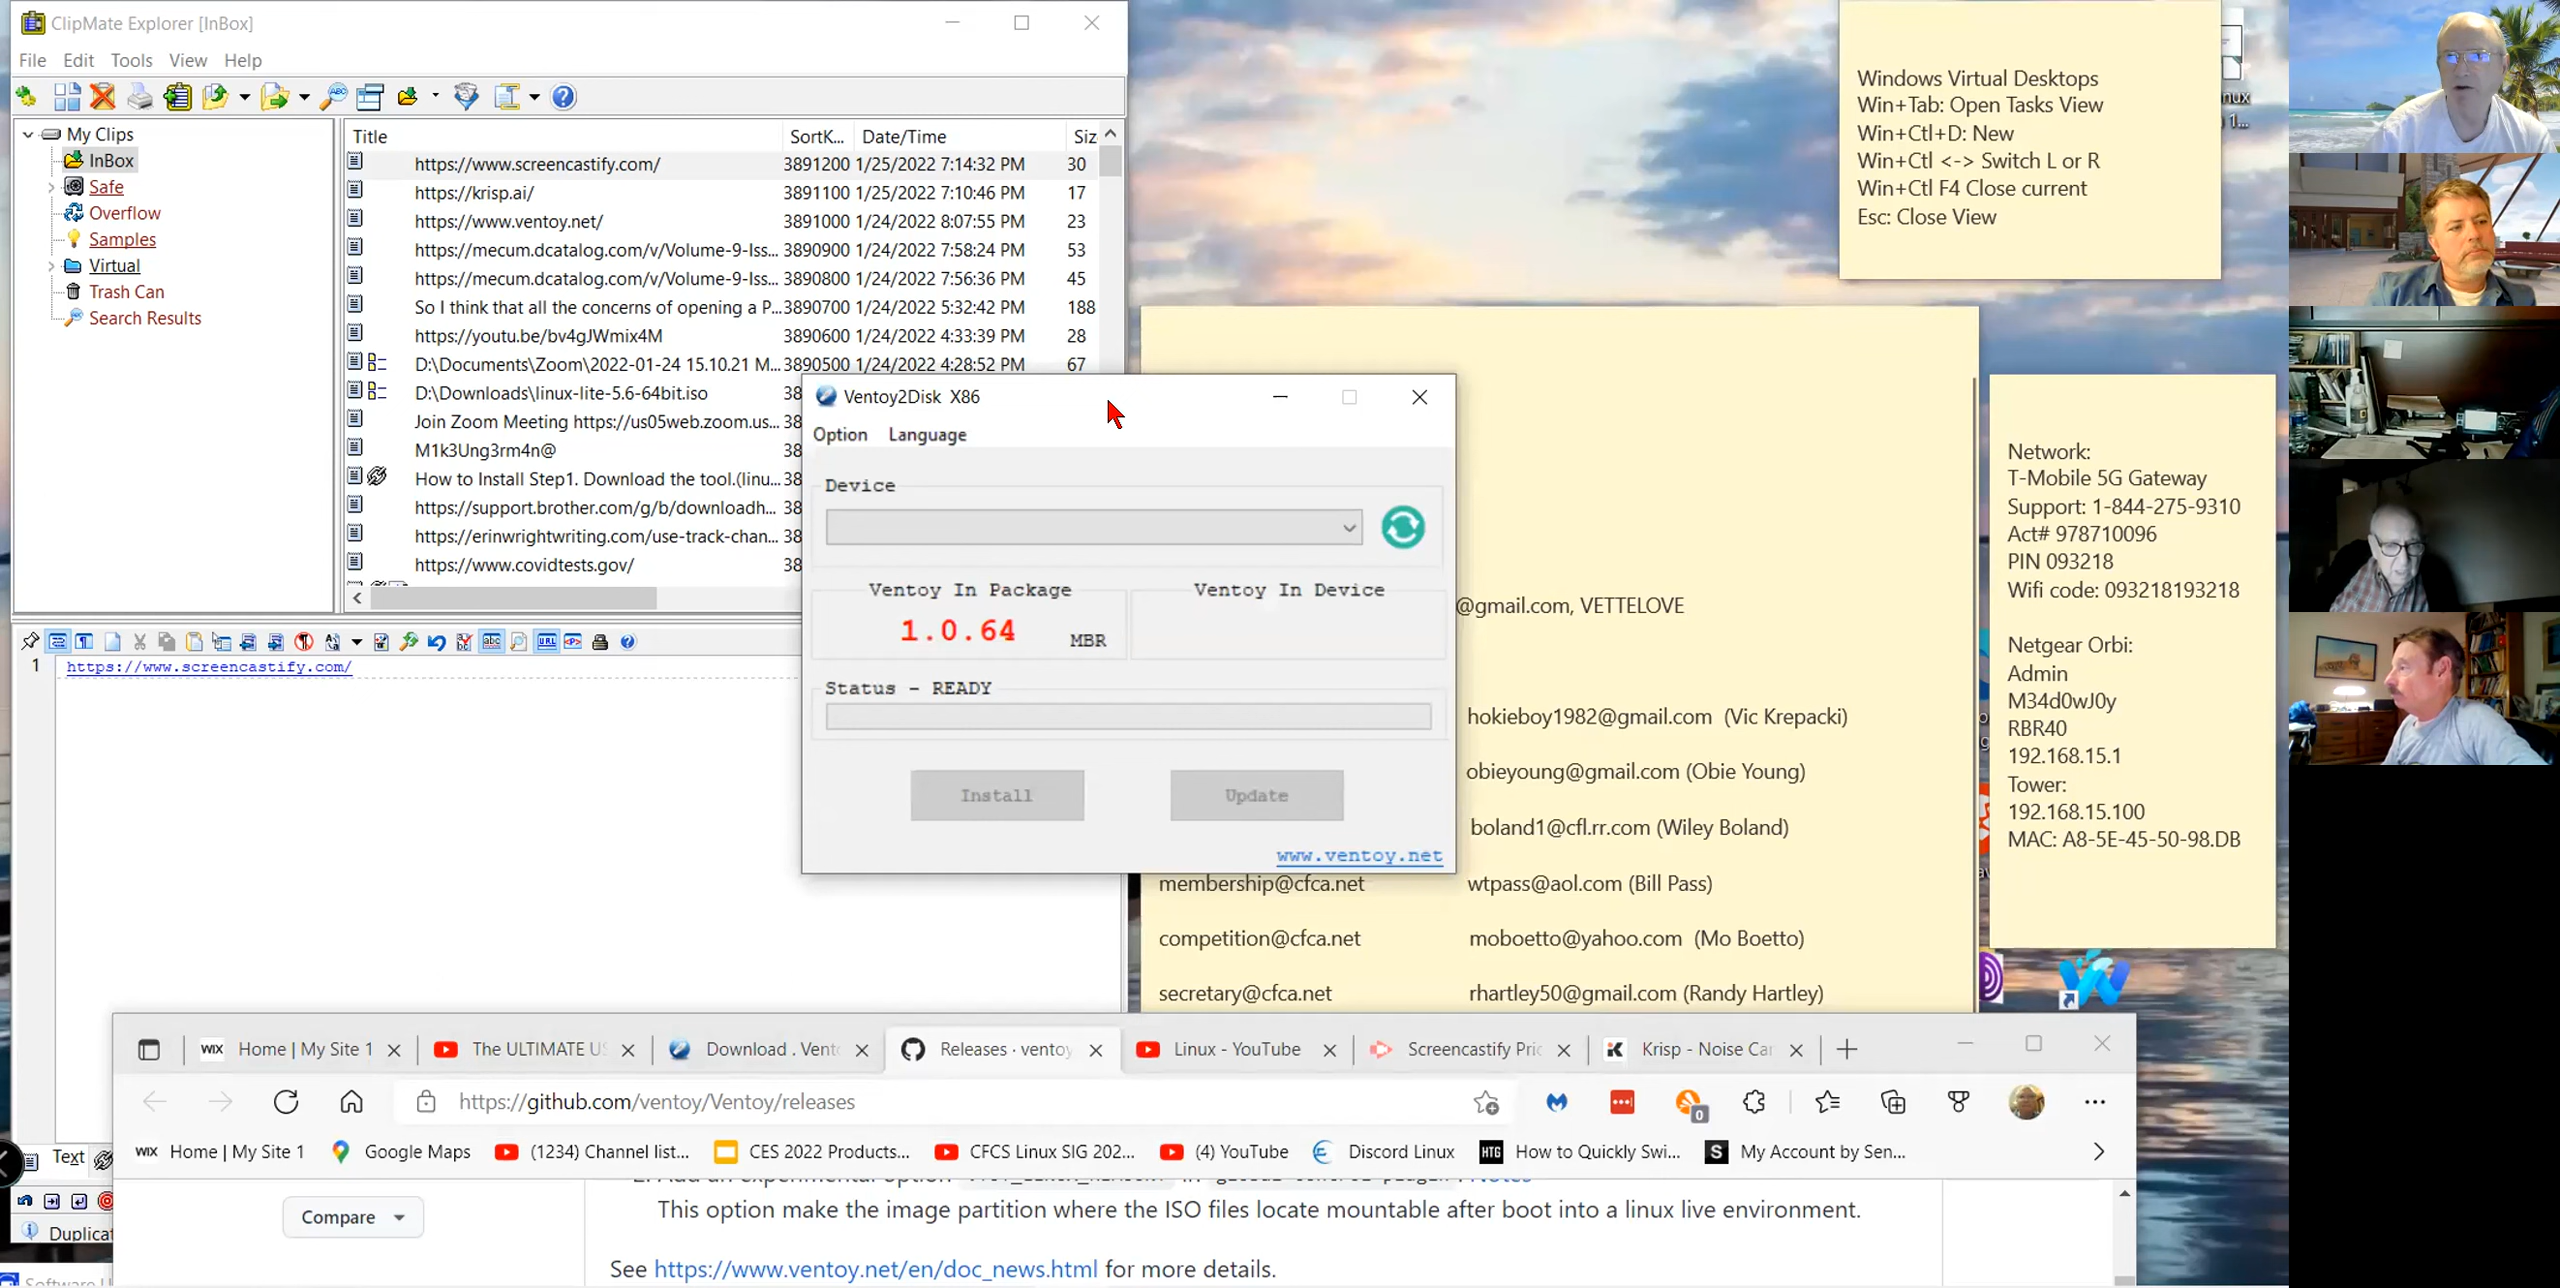 ClipMate Explorer [InBox]
File Edit Tools View Help
My Clips
InBox
Safe
Overflow
Samples
Virtual
Trash Can
Search Results
Title SortK... Date/Time Siz
https://www.screencastify.com/ 3891200 1/25/2022 7:14:32 PM 30
https://krisp.ai/ 3891100 1/25/2022 7:10:46 PM 17
https://www.ventoy.net/ 3891000 1/24/2022 8:07:55 PM 23
https://mecum.dcatalog.com/v/Volume-9-Iss... 3890900 1/24/2022 7:58:24 PM 53
https://mecum.dcatalog.com/v/Volume-9-Iss... 3890800 1/24/2022 7:56:36 PM 45
So I think that all the concerns of opening a P... 3890700 1/24/2022 5:32:42 PM 188
https://youtu.be/bv4gJWmix4M 3890600 1/24/2022 4:33:39 PM 28
D:\Documents\Zoom\2022-01-24 15.10.21 M... 3890500 1/24/2022 4:28:52 PM 67
D:\Downloads\linux-lite-5.6-64bit.iso 38
Join Zoom Meeting https://us05web.zoom.us... 38
M1k3Ung3rm4n@ 38
How to Install Step1. Download the tool.(linu... 38
https://support.brother.com/g/b/downloadh... 38
https://erinwrightwriting.com/use-track-chan... 38
https://www.covidtests.gov/ 38
1 https://www.screencastify.com/
Text
Duplicat
Ventoy2Disk X86
Option Language
Device
Ventoy In Package Ventoy In Device
1.0.64 MBR
Status - READY
Install Update
www.ventoy.net
Windows Virtual Desktops
Win+Tab: Open Tasks View
Win+Ctl+D: New
Win+Ctl <-> Switch L or R
Win+Ctl F4 Close current
Esc: Close View
@gmail.com, VETTELOVE
hokieboy1982@gmail.com (Vic Krepacki)
obieyoung@gmail.com (Obie Young)
boland1@cfl.rr.com (Wiley Boland)
membership@cfca.net wtpass@aol.com (Bill Pass)
competition@cfca.net moboetto@yahoo.com (Mo Boetto)
secretary@cfca.net rhartley50@gmail.com (Randy Hartley)
Network:
T-Mobile 5G Gateway
Support: 1-844-275-9310
Act# 978710096
PIN 093218
Wifi code: 093218193218
Netgear Orbi:
Admin
M34d0wJ0y
RBR40
192.168.15.1
Tower:
192.168.15.100
MAC: A8-5E-45-50-98.DB
WIX Home | My Site 1 The ULTIMATE US Download . Vento Releases · ventoy Linux - YouTube Screencastify Pric Krisp - Noise Can
https://github.com/ventoy/Ventoy/releases 0
WIX Home | My Site 1 Google Maps (1234) Channel list... CES 2022 Products... CFCS Linux SIG 202... (4) YouTube Discord Linux HTG How to Quickly Swi... S My Account by Sen...
Compare
This option make the image partition where the ISO files locate mountable after boot into a linux live environment.
See https://www.ventoy.net/en/doc_news.html for more details.